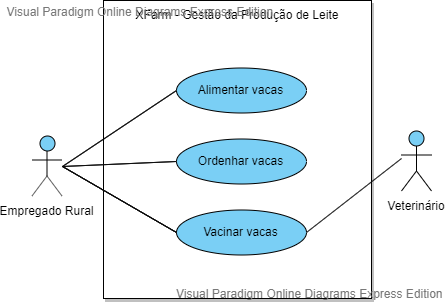 Visual Paradigm Online Diagrams Express Edition
XFarm - Gestão da Produção de Leite
Alimentar vacas
Ordenhar vacas
Empregado Rural
Veterinário
Vacinar vacas
Visual Paradigm Online Diagrams Express Edition